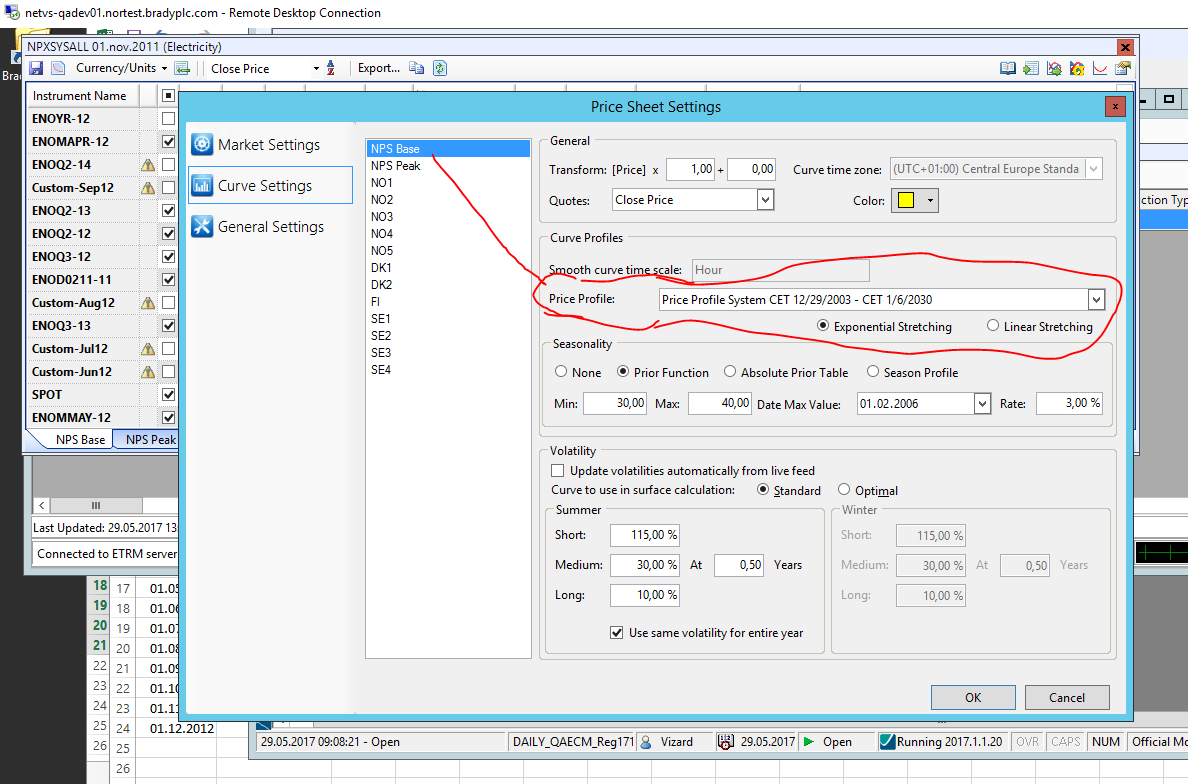 netvs-qadev01.nortest.bradyplc.com - Remote Desktop Connection
NPXSYSALL 01.nov.2011 (Electricity)
Currency/Units
Close Price
Export...
Instrument Name
ENOYR-12
ENOMAPR-12
ENOQ2-14
Custom-Sep12
ENOQ2-13
ENOQ2-12
ENOQ3-12
ENOD0211-11
Custom-Aug12
ENOQ3-13
Custom-Jul12
Custom-Jun12
SPOT
ENOMMAY-12
NPS Base
NPS Peak
Last Updated: 29.05.2017 13
Connected to ETRM server
Price Sheet Settings
Market Settings
Curve Settings
General Settings
NPS Base
NPS Peak
NO1
NO2
NO3
NO4
NO5
DK1
DK2
FI
SE1
SE2
SE3
SE4
General
Transform: [Price] x 1,00 + 0,00
Curve time zone: (UTC+01:00) Central Europe Standa
Quotes: Close Price
Color:
Curve Profiles
Smooth curve time scale: Hour
Price Profile: Price Profile System CET 12/29/2003 - CET 1/6/2030
Exponential Stretching
Linear Stretching
Seasonality
None
Prior Function
Absolute Prior Table
Season Profile
Min: 30,00 Max: 40,00 Date Max Value: 01.02.2006 Rate: 3,00 %
Volatility
Update volatilities automatically from live feed
Curve to use in surface calculation: Standard Optimal
Summer
Short: 115,00 %
Medium: 30,00 % At 0,50 Years
Long: 10,00 %
Use same volatility for entire year
Winter
Short: 115,00 %
Medium: 30,00 % At 0,50 Years
Long: 10,00 %
OK
Cancel
ction Typ
18 17 01.05
19 18 01.06
20 19 01.07
21 20 01.08
22 21 01.09
23 22 01.10
24 23 01.11
25 24 01.12.2012
26 25
26
29.05.2017 09:08:21 - Open
DAILY_QAECM_Reg171
Vizard
29.05.2017
Open
Running 2017.1.1.20
OVR
CAPS
NUM
Official Mo